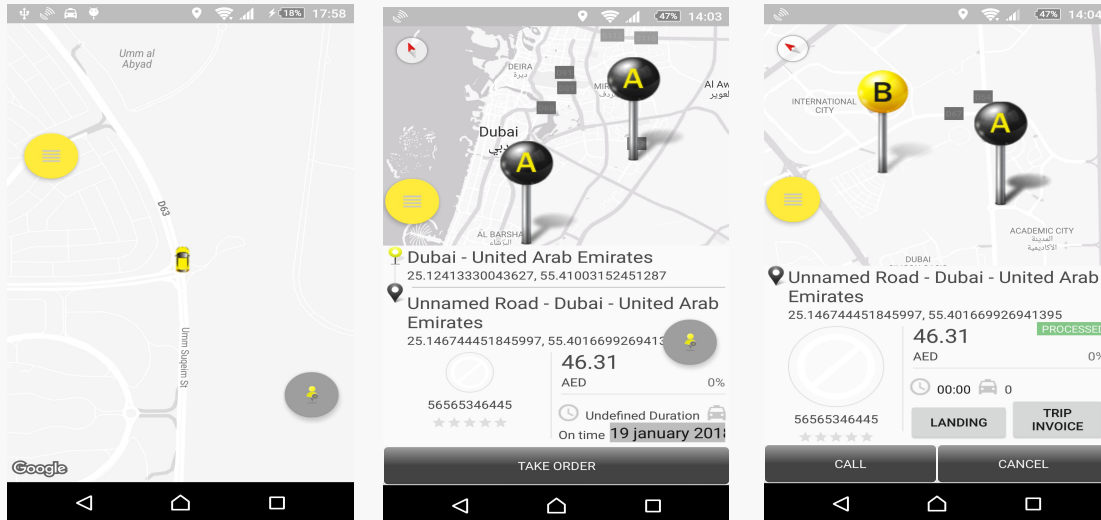 18% 17:58
Umm al
Abyad
D63
Umm Suqeim St
Google
47% 14:03
DEIRA
ديرة
Al Aw
العوير
MIR
ردف
Dubai
دبي
A
A
AL BARSHA
البرشاء
Dubai - United Arab Emirates
25.12413330043627, 55.41003152451287
Unnamed Road - Dubai - United Arab
Emirates
25.146744451845997, 55.4016699269413
46.31
AED 0%
56565346445
Undefined Duration
On time 19 january 2018
TAKE ORDER
47% 14:04
B
A
INTERNATIONAL
CITY
ACADEMIC CITY
المدينة
الأكاديمية
DUBAI
Unnamed Road - Dubai - United Arab
Emirates
25.146744451845997, 55.401669926941395
46.31 PROCESSED
AED 0%
00:00 0
56565346445
LANDING
TRIP
INVOICE
CALL CANCEL